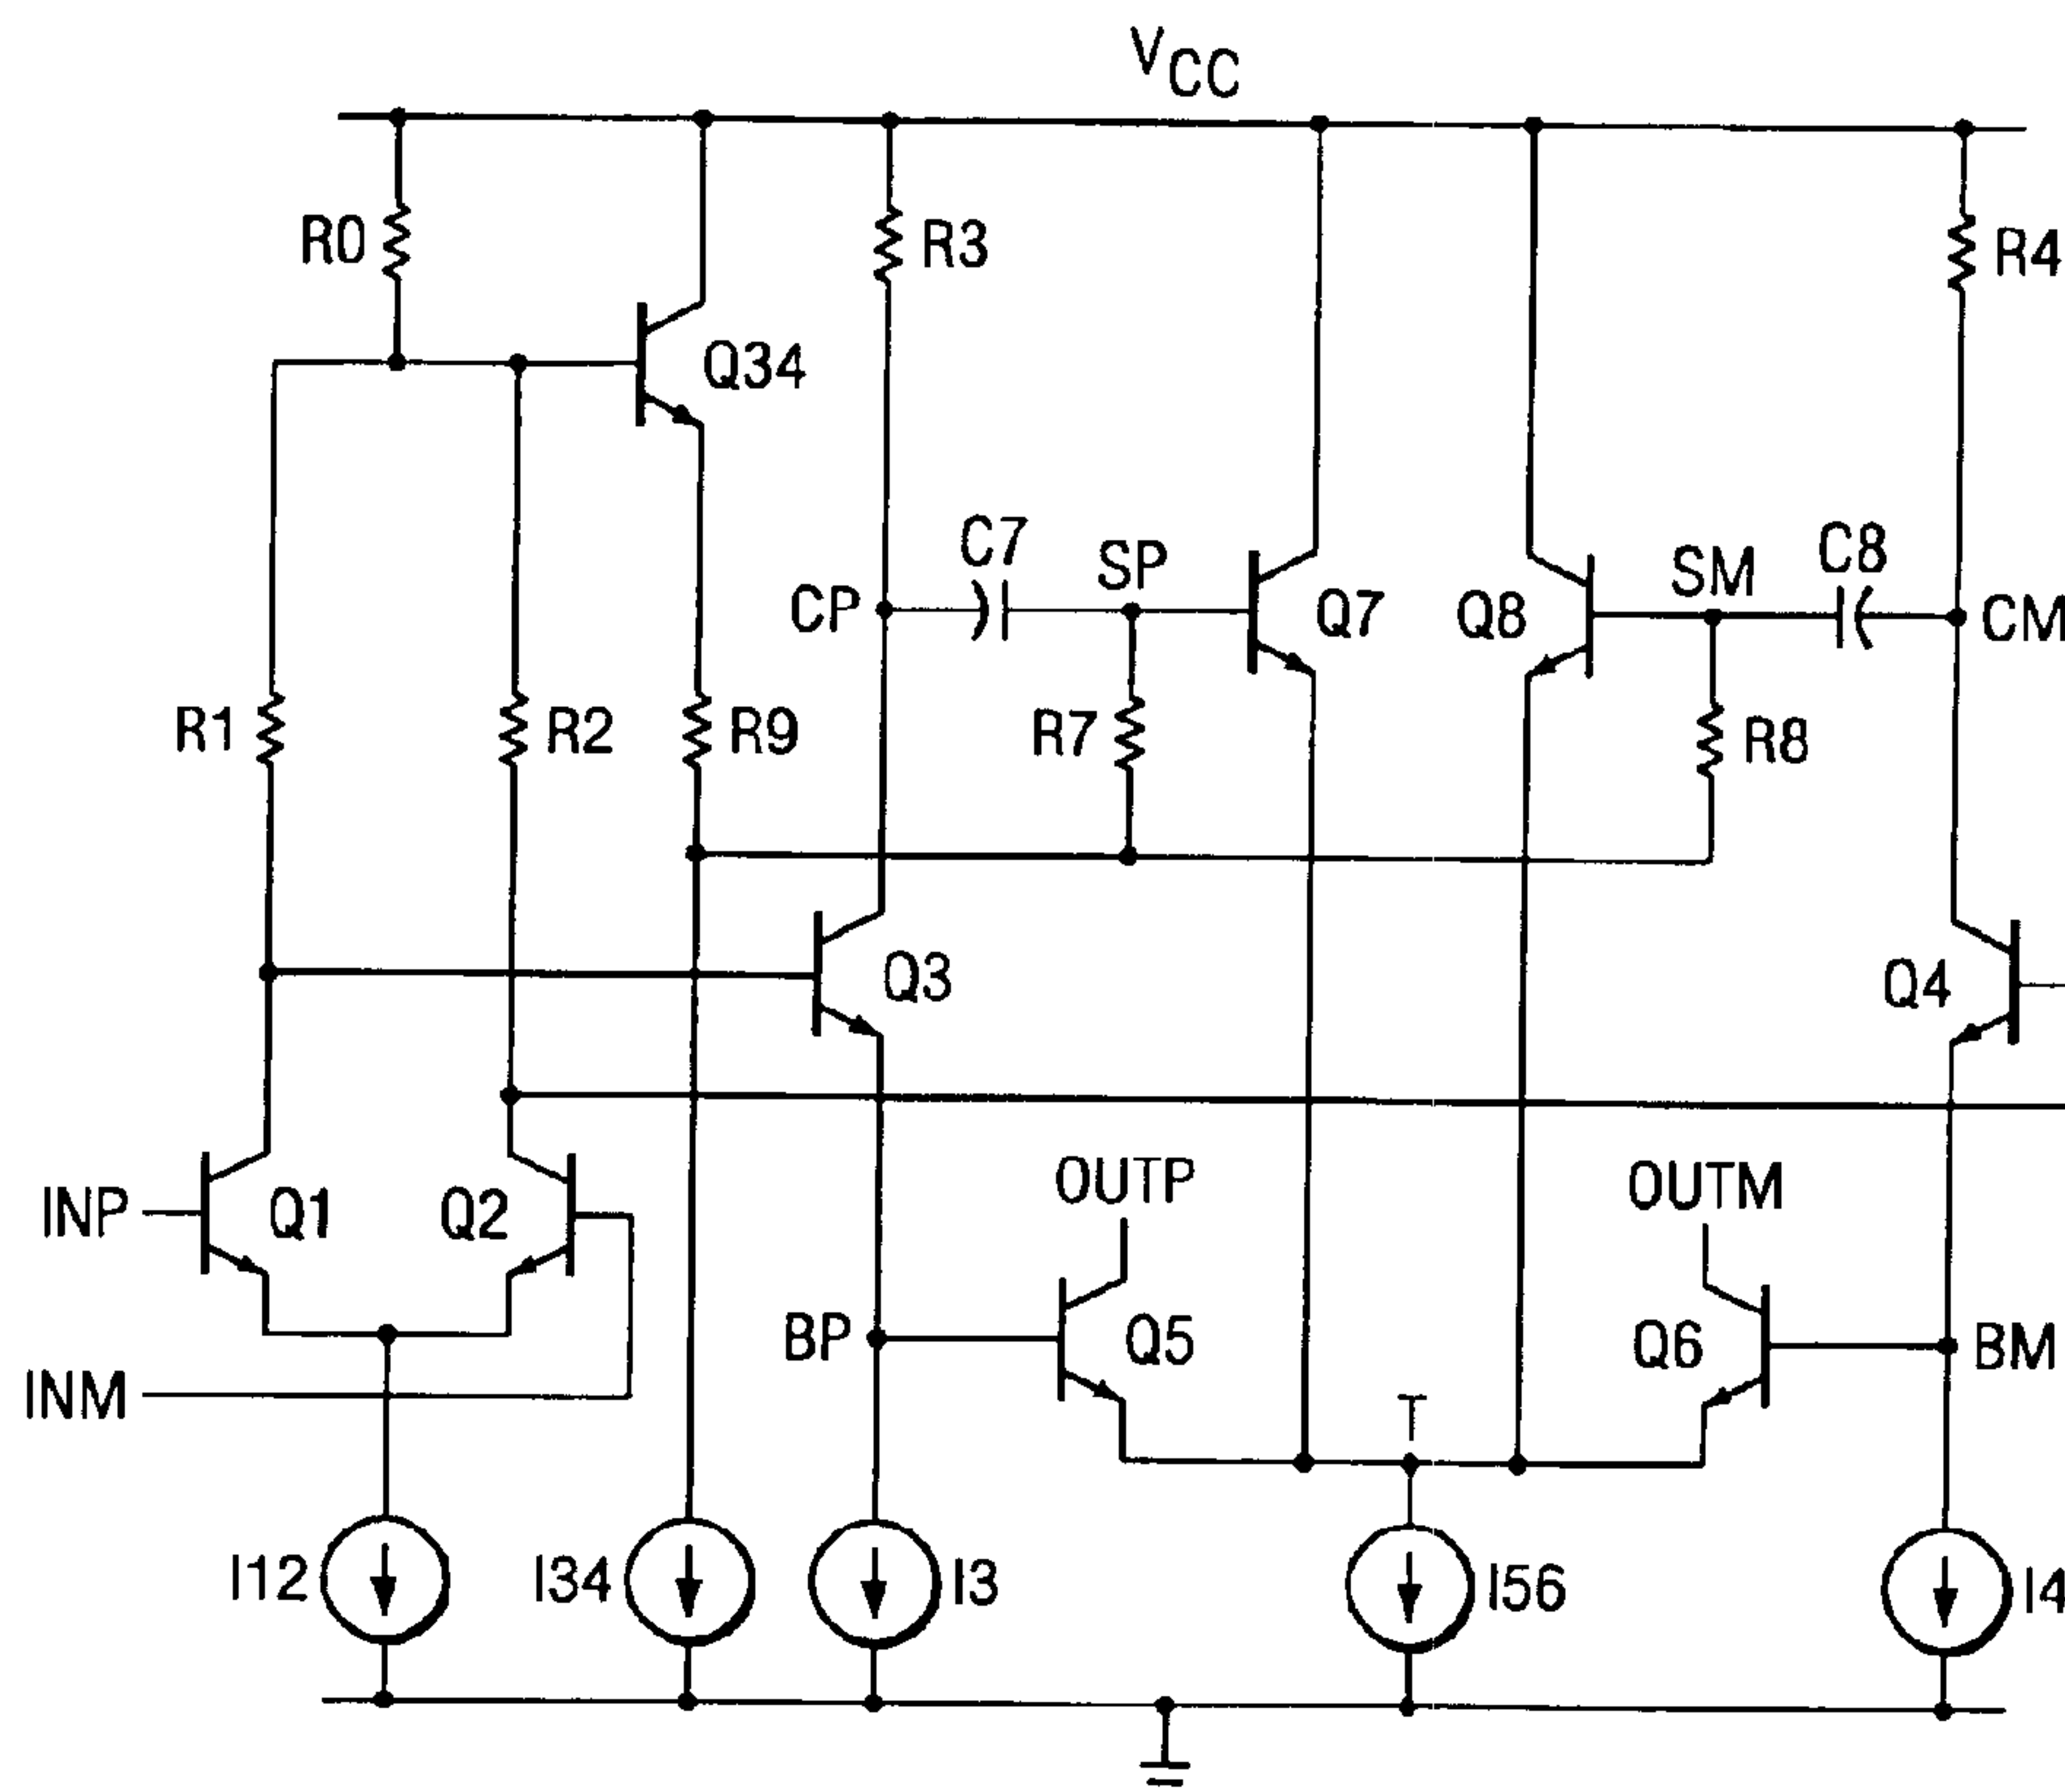 VCC
R0
R3
R4
Q34
C7
SP
SM
C8
CP
Q7
Q8
CM
R1
R2
R9
R7
R8
Q3
Q4
OUTP
OUTM
INP
Q1
Q2
BP
Q5
Q6
BM
INM
T
I12
I34
I3
I56
I4